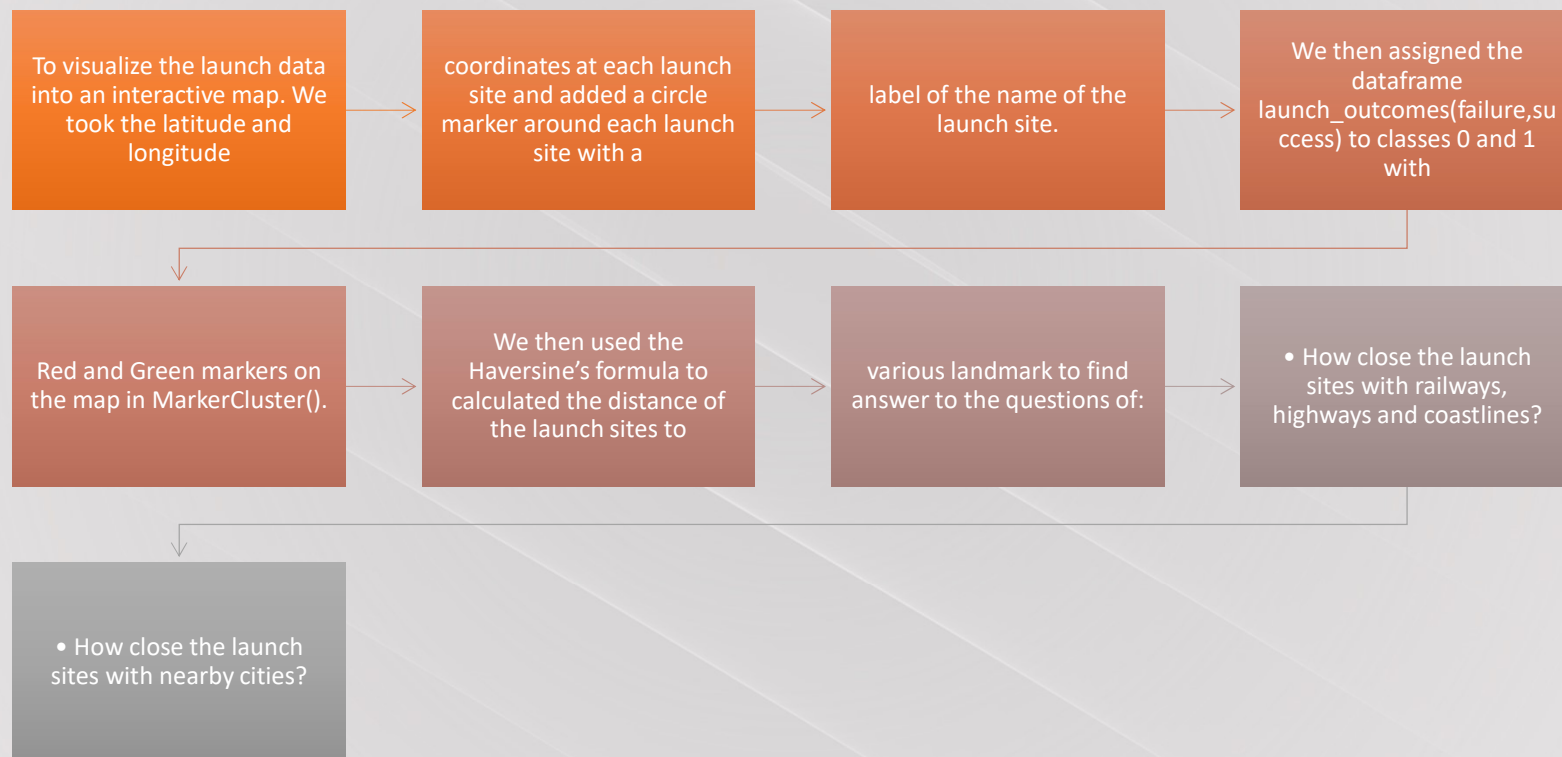 To visualize the launch data
into an interactive map. We
took the latitude and
longitude
coordinates at each launch
site and added a circle
marker around each launch
site with a
label of the name of the
launch site.
We then assigned the
dataframe
launch_outcomes(failure,su
ccess) to classes 0 and 1
with
Red and Green markers on
the map in MarkerCluster().
We then used the
Haversine’s formula to
calculated the distance of
the launch sites to
various landmark to find
answer to the questions of:
• How close the launch
sites with railways,
highways and coastlines?
• How close the launch
sites with nearby cities?